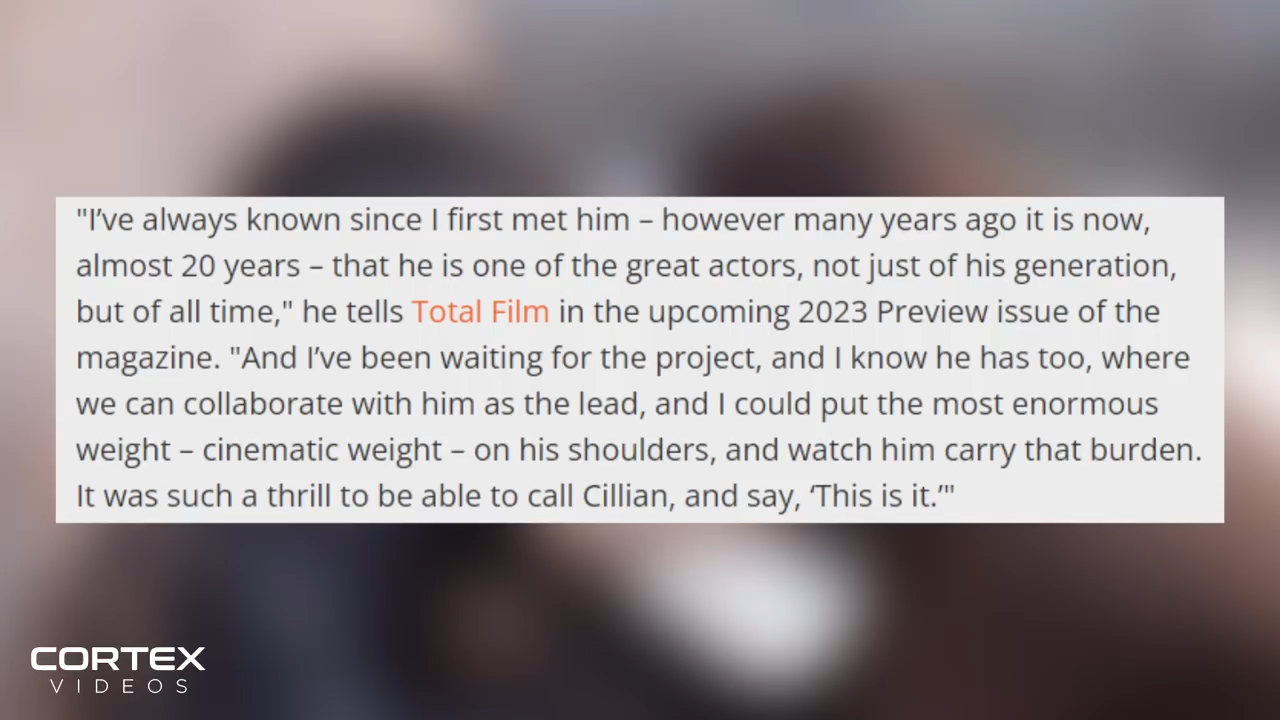 "I’ve always known since I first met him – however many years ago it is now,
almost 20 years – that he is one of the great actors, not just of his generation,
but of all time," he tells Total Film in the upcoming 2023 Preview issue of the
magazine. "And I’ve been waiting for the project, and I know he has too, where
we can collaborate with him as the lead, and I could put the most enormous
weight – cinematic weight – on his shoulders, and watch him carry that burden.
It was such a thrill to be able to call Cillian, and say, ‘This is it.’"
CORTEX
VIDEOS